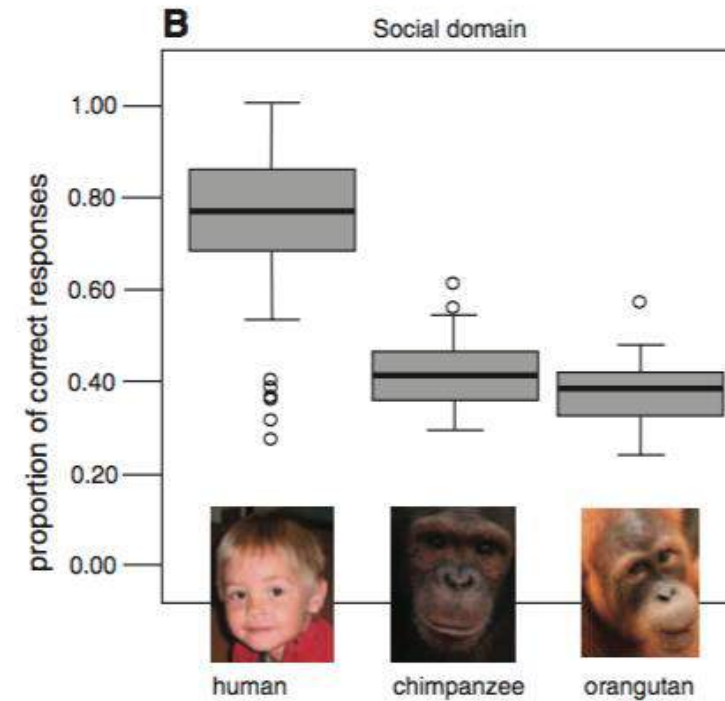 B
Social domain
proportion of correct responses
1.00
0.80
0.60
0.40
0.20
0.00
human
chimpanzee
orangutan